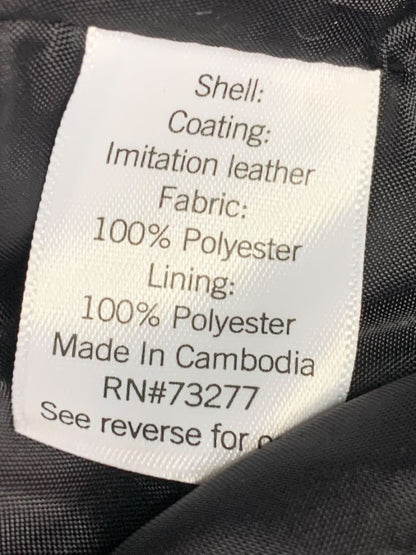 Shell:
Coating:
Imitation leather
Fabric:
100% Polyester
Lining:
100% Polyester
Made In Cambodia
RN#73277
See reverse for